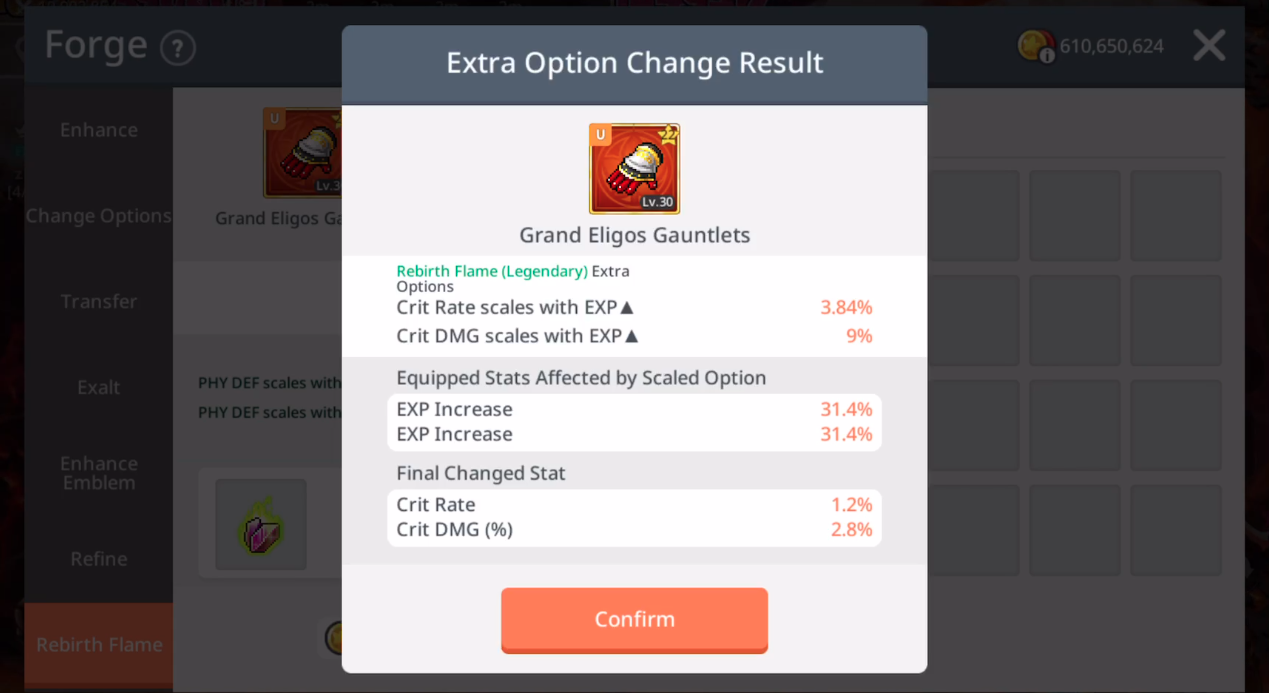 Forge ?
610,650,624
Enhance
Change Options
Transfer
Exalt
Enhance
Emblem
Refine
Rebirth Flame
U
Grand Eligos Ga
PHY DEF scales with
PHY DEF scales with
Extra Option Change Result
U
22
Lv.30
Grand Eligos Gauntlets
Rebirth Flame (Legendary) Extra
Options
Crit Rate scales with EXP▲ 3.84%
Crit DMG scales with EXP▲ 9%
Equipped Stats Affected by Scaled Option
EXP Increase 31.4%
EXP Increase 31.4%
Final Changed Stat
Crit Rate 1.2%
Crit DMG (%) 2.8%
Confirm